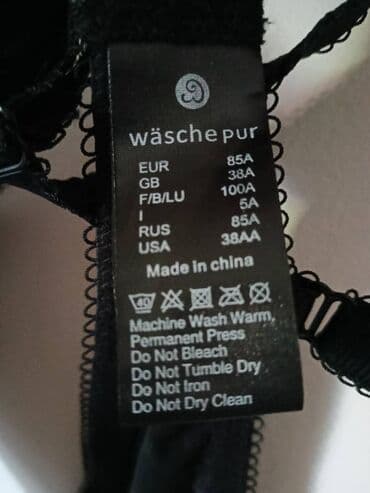 wäsche pur
EUR 85A
GB 38A
F/B/LU 100A
I 5A
RUS 85A
USA 38AA
Made in china
40
Machine Wash Warm,
Permanent Press
Do Not Bleach
Do Not Tumble Dry
Do Not Iron
Do Not Dry Clean